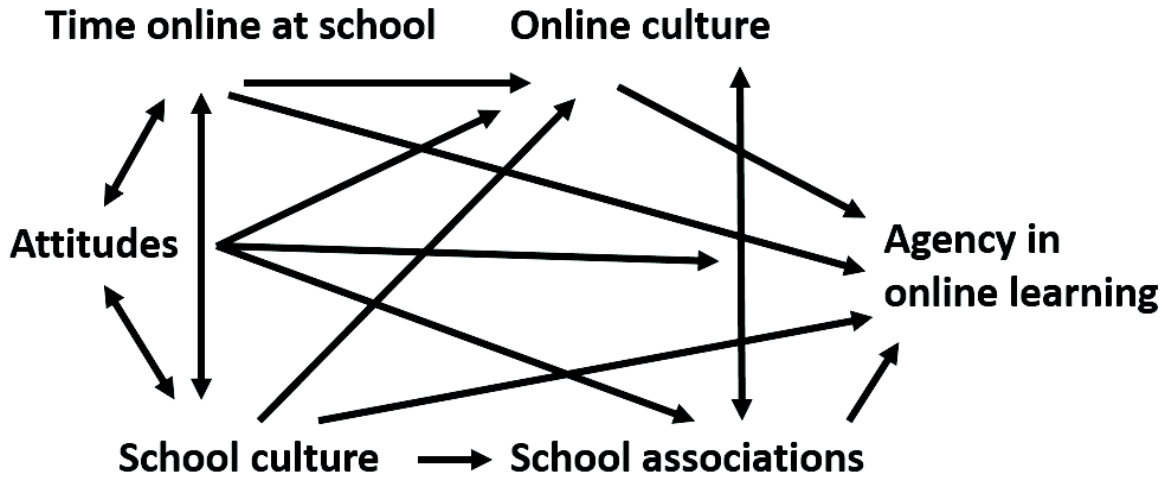 Time online at school
Online culture
Attitudes
Agency in
online learning
School culture
School associations